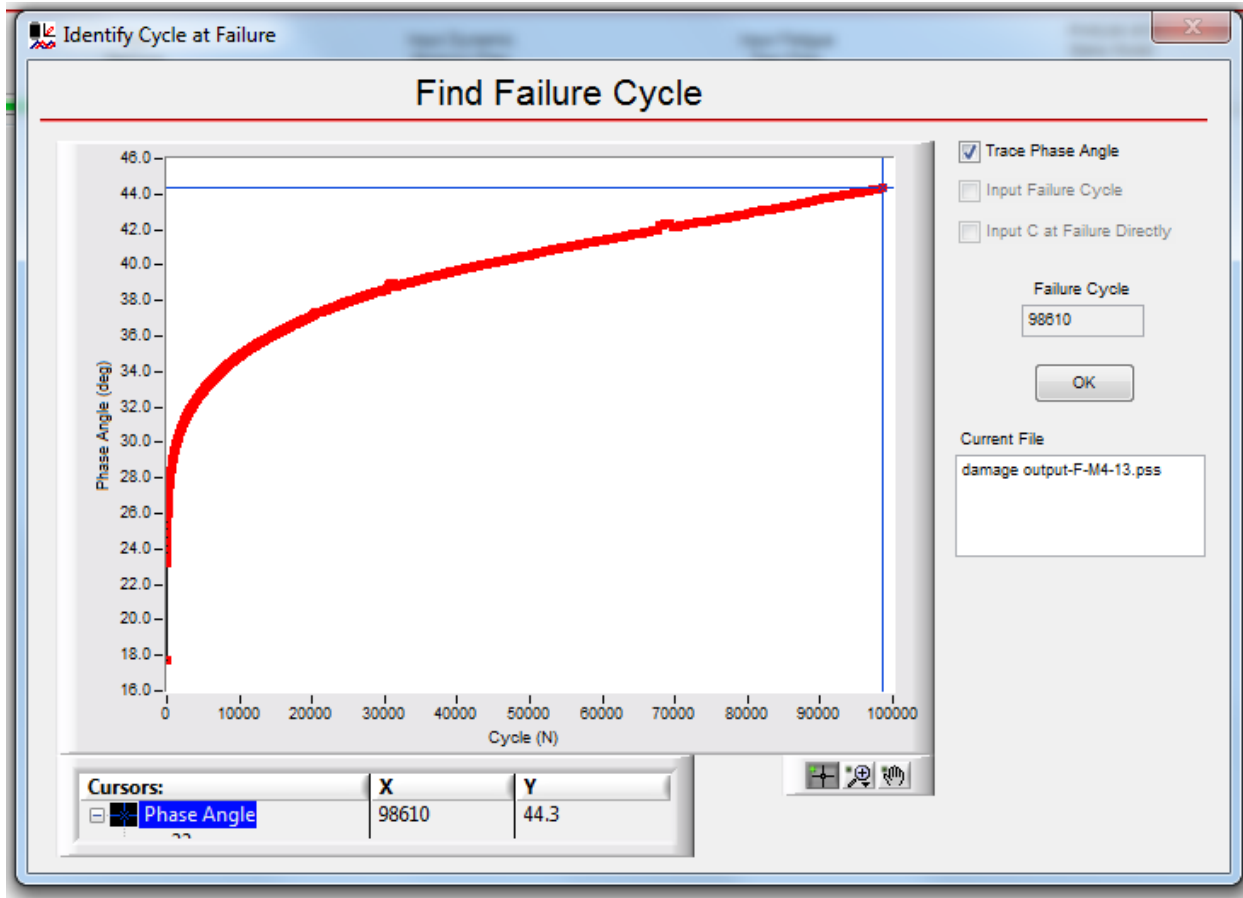 Identify Cycle at Failure
Find Failure Cycle
46.0
44.0
42.0
40.0
38.0
36.0
34.0
32.0
30.0
28.0
26.0
24.0
22.0
20.0
18.0
16.0
Phase Angle (deg)
0 10000 20000 30000 40000 50000 60000 70000 80000 90000 100000
Cycle (N)
Trace Phase Angle
Input Failure Cycle
Input C at Failure Directly
Failure Cycle
98610
OK
Current File
damage output-F-M4-13.pss
Cursors: X Y
Phase Angle 98610 44.3